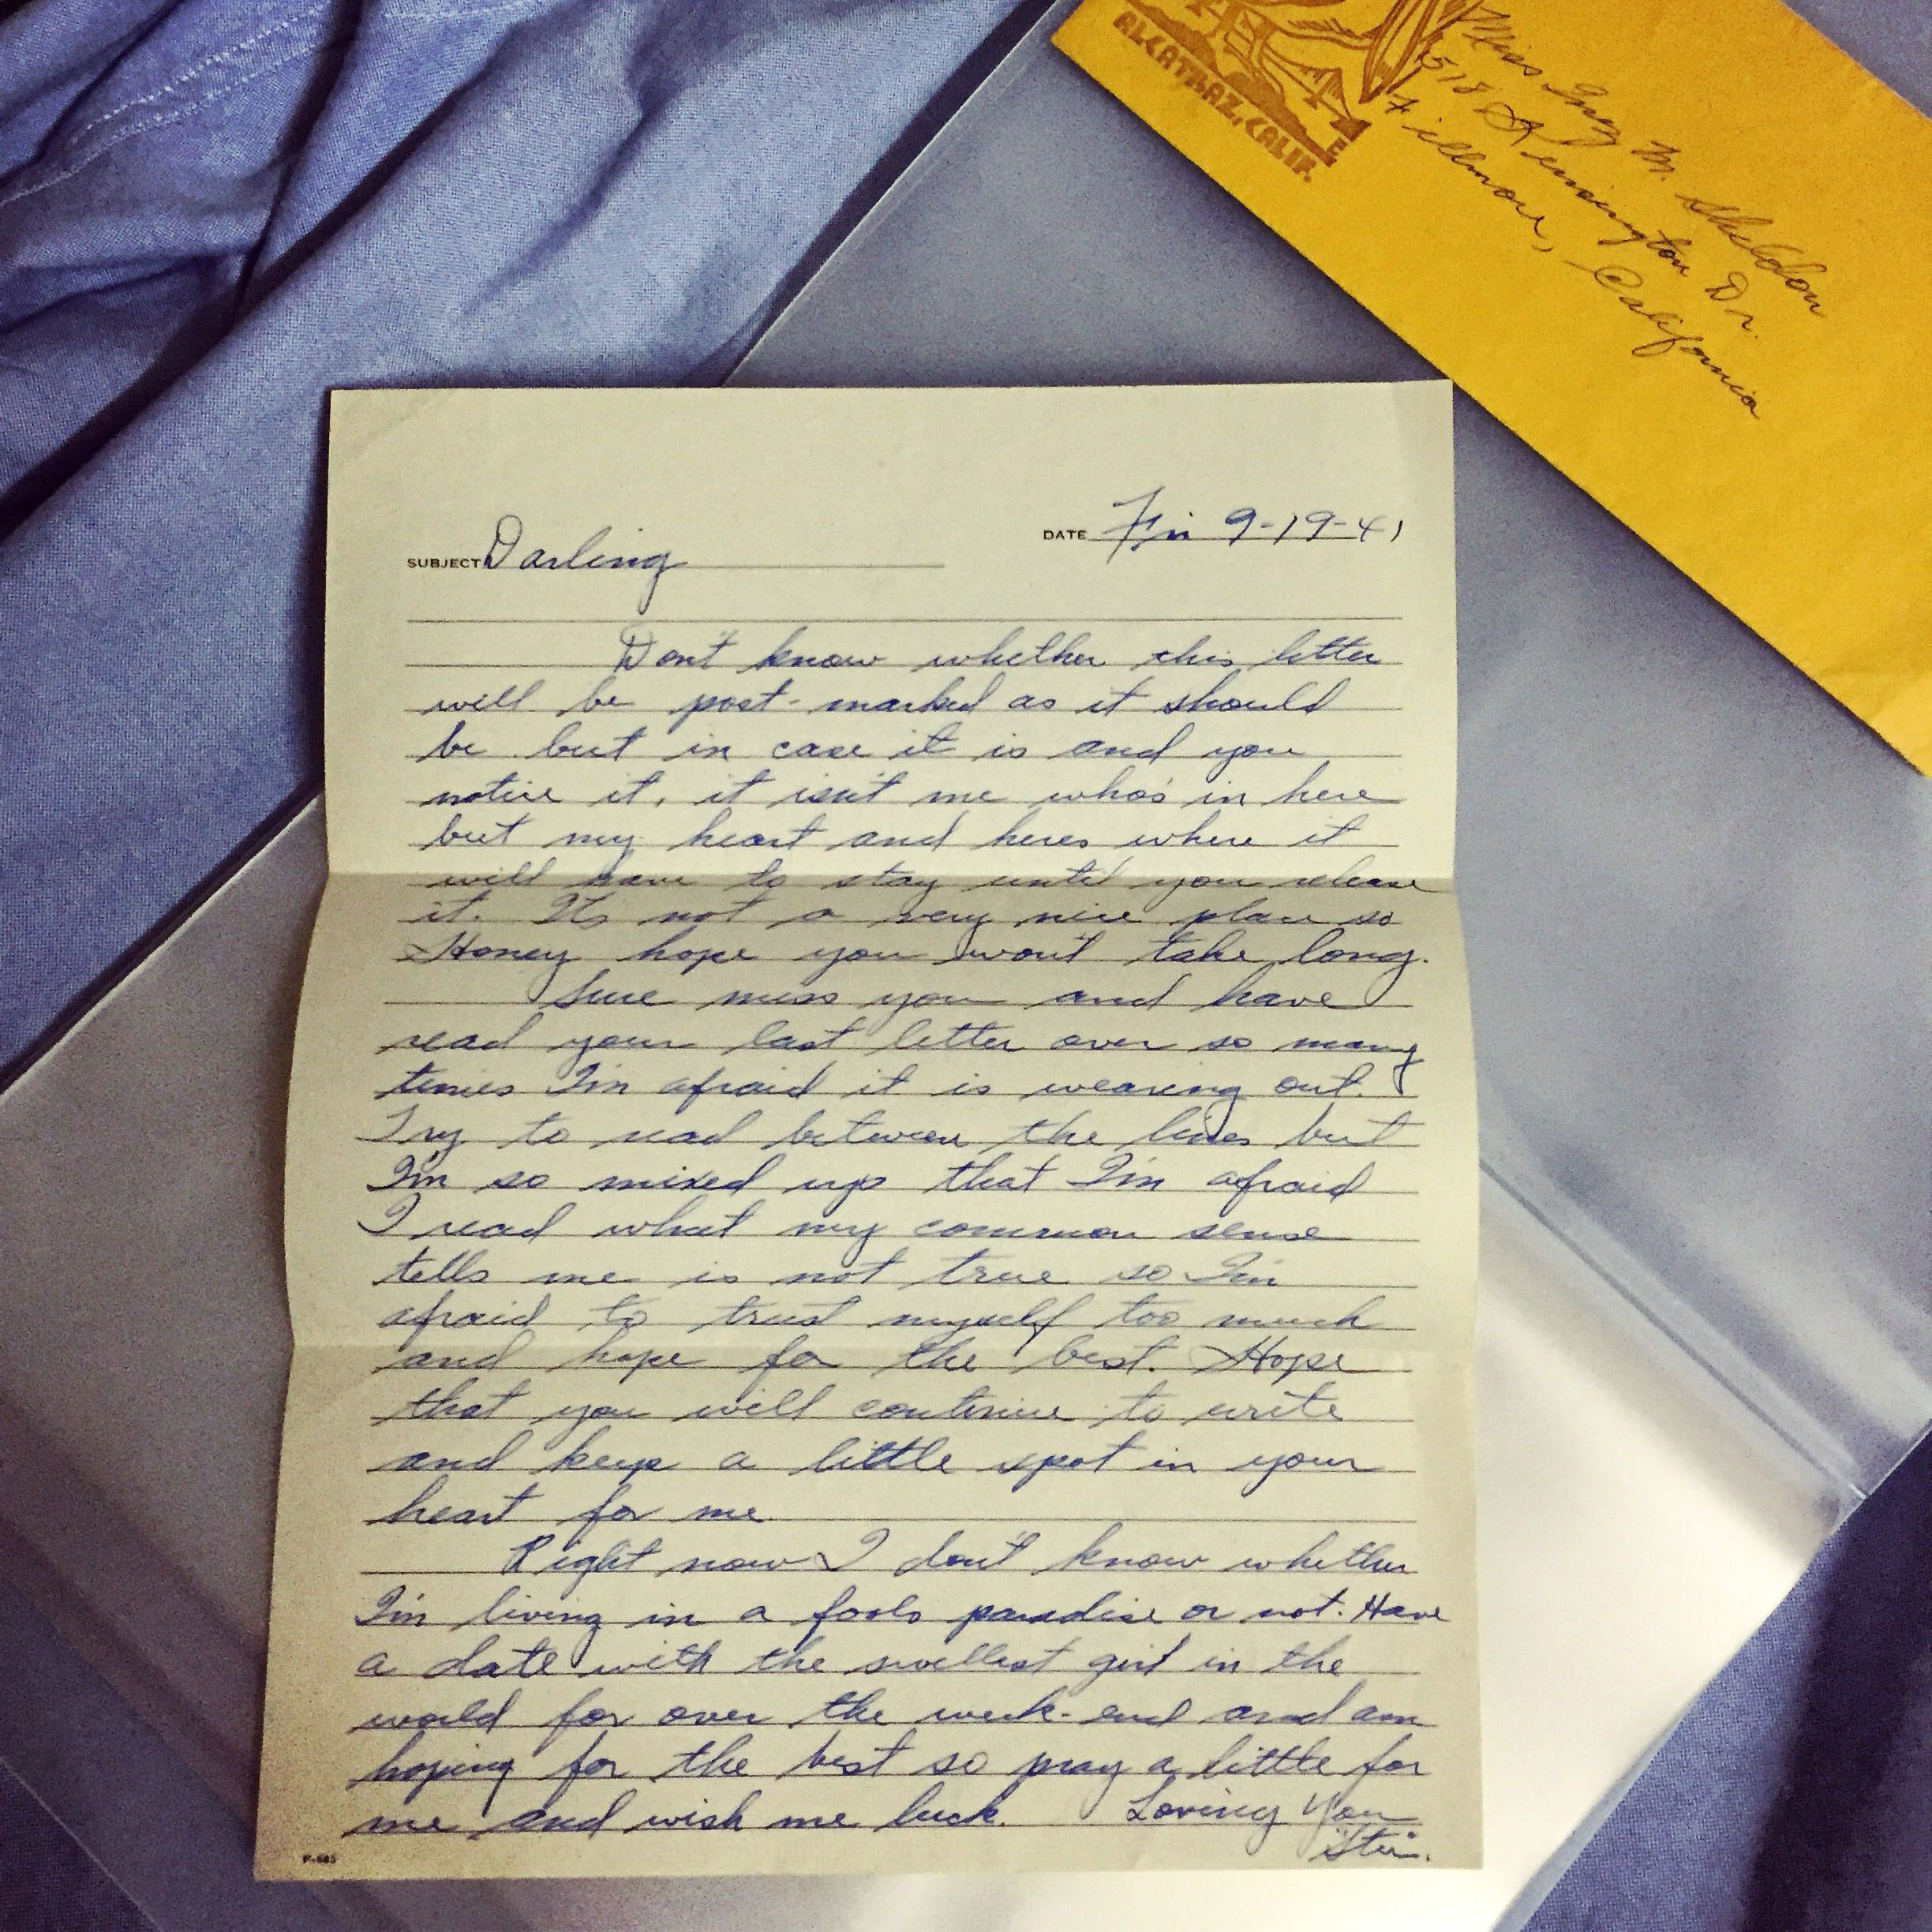 ALCATRAZ, CALIF.
Miss Inez M. Sheldon
518 Kensington Dr.
Fillmore, California
DATE Fri 9-19-41
SUBJECT Darling
Don't know whether this letter
will be post-marked as it should
be but in case it is and you
notice it, it isn't me who's in here
but my heart and heres where it
will have to stay until you release
it. Its not a very nice place so
Honey hope you won't take long.
Sure miss you and have
read your last letter over so many
times I'm afraid it is wearing out.
Try to read between the lines but
I'm so mixed up that I'm afraid
I read what my common sense
tells me is not true so I'm
afraid to trust myself too much
and hope for the best. Hope
that you will continue to write
and keep a little spot in your
heart for me.
Right now I don't know whether
I'm living in a fools paradise or not. Have
a date with the swellest girl in the
world for over the week-end and am
hoping for the best so pray a little for
me and wish me luck. Loving You
"Stu".
P-683